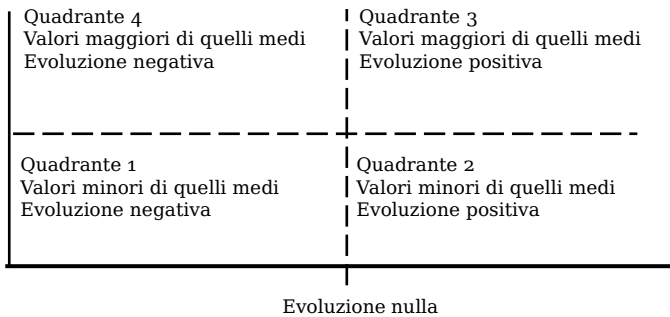 Quadrante 4
Valori maggiori di quelli medi
Evoluzione negativa
Quadrante 3
Valori maggiori di quelli medi
Evoluzione positiva
Quadrante 1
Valori minori di quelli medi
Evoluzione negativa
Quadrante 2
Valori minori di quelli medi
Evoluzione positiva
Evoluzione nulla